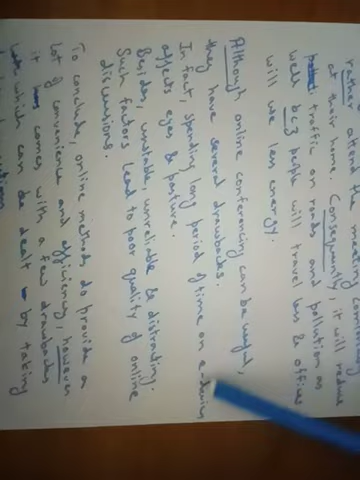 rather attend the meeting
at their home. Consequently, it will reduce
traffic on roads and pollution as
well bcz people will travel less & offices
will use less energy.
Although online conferencing can be useful,
they have several drawbacks.
In fact, spending long period of time on e-devices
affects eyes & posture.
Besides, unstable, unreliable & distracting.
Such factors lead to poor quality of online
discussions.
To conclude, online methods do provide a
lot of convenience and efficiency, however
it comes with a few drawbacks
which can be dealt by taking